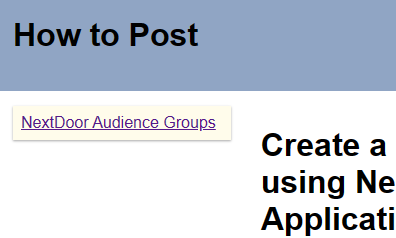 How to Post
NextDoor Audience Groups
Create a
using Ne
Applicati